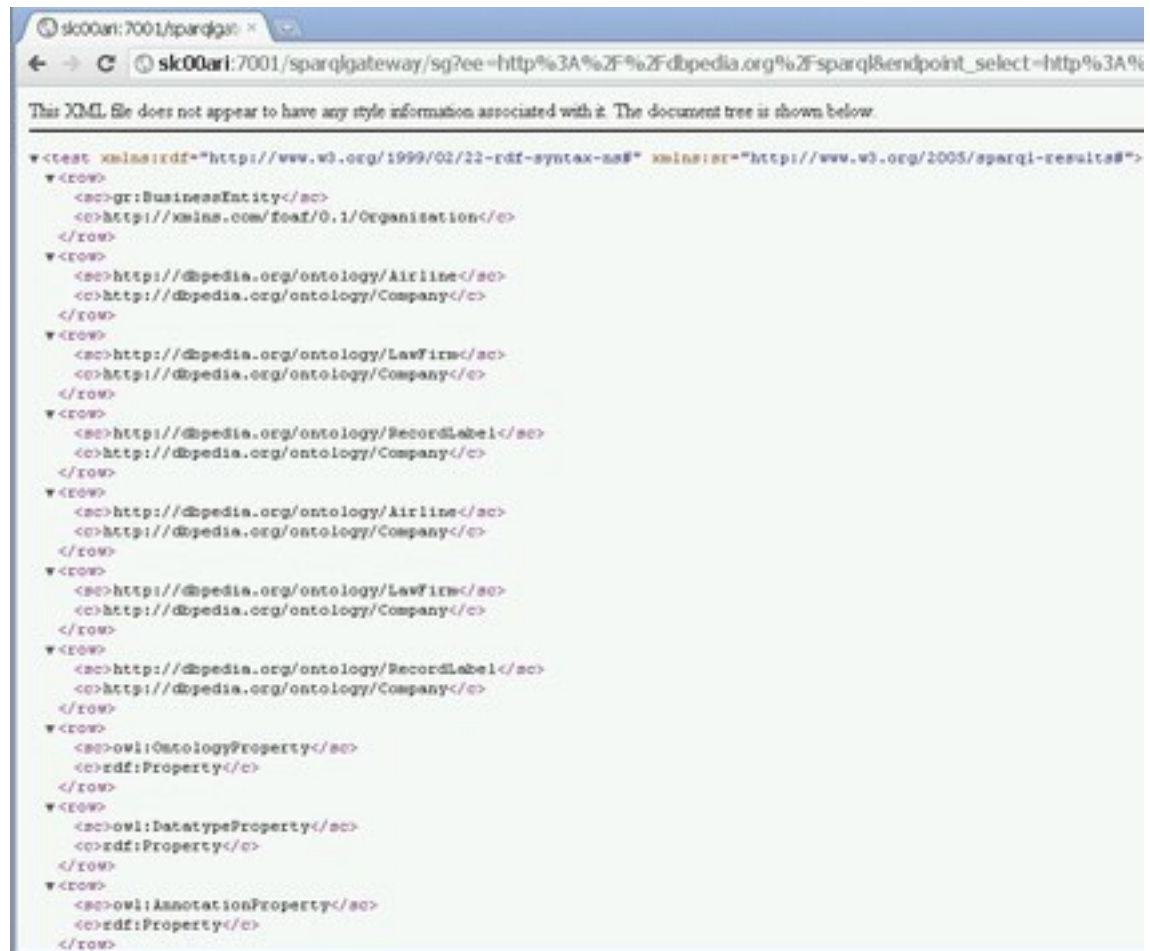 slc00ari:7001/sparqlgat
slc00ari:7001/sparqlgateway/sg?ee=http%3A%2F%2Fdbpedia.org%2Fsparql&endpoint_select=http%3A%
This XML file does not appear to have any style information associated with it. The document tree is shown below.
▼<test xmlns:rdf="http://www.w3.org/1999/02/22-rdf-syntax-ns#" xmlns:sr="http://www.w3.org/2005/sparql-results#">
▼<row>
<sc>gr:BusinessEntity</sc>
<c>http://xmlns.com/foaf/0.1/Organization</c>
</row>
▼<row>
<sc>http://dbpedia.org/ontology/Airline</sc>
<c>http://dbpedia.org/ontology/Company</c>
</row>
▼<row>
<sc>http://dbpedia.org/ontology/LawFirm</sc>
<c>http://dbpedia.org/ontology/Company</c>
</row>
▼<row>
<sc>http://dbpedia.org/ontology/RecordLabel</sc>
<c>http://dbpedia.org/ontology/Company</c>
</row>
▼<row>
<sc>http://dbpedia.org/ontology/Airline</sc>
<c>http://dbpedia.org/ontology/Company</c>
</row>
▼<row>
<sc>http://dbpedia.org/ontology/LawFirm</sc>
<c>http://dbpedia.org/ontology/Company</c>
</row>
▼<row>
<sc>http://dbpedia.org/ontology/RecordLabel</sc>
<c>http://dbpedia.org/ontology/Company</c>
</row>
▼<row>
<sc>owl:OntologyProperty</sc>
<c>rdf:Property</c>
</row>
▼<row>
<sc>owl:DatatypeProperty</sc>
<c>rdf:Property</c>
</row>
▼<row>
<sc>owl:AnnotationProperty</sc>
<c>rdf:Property</c>
</row>